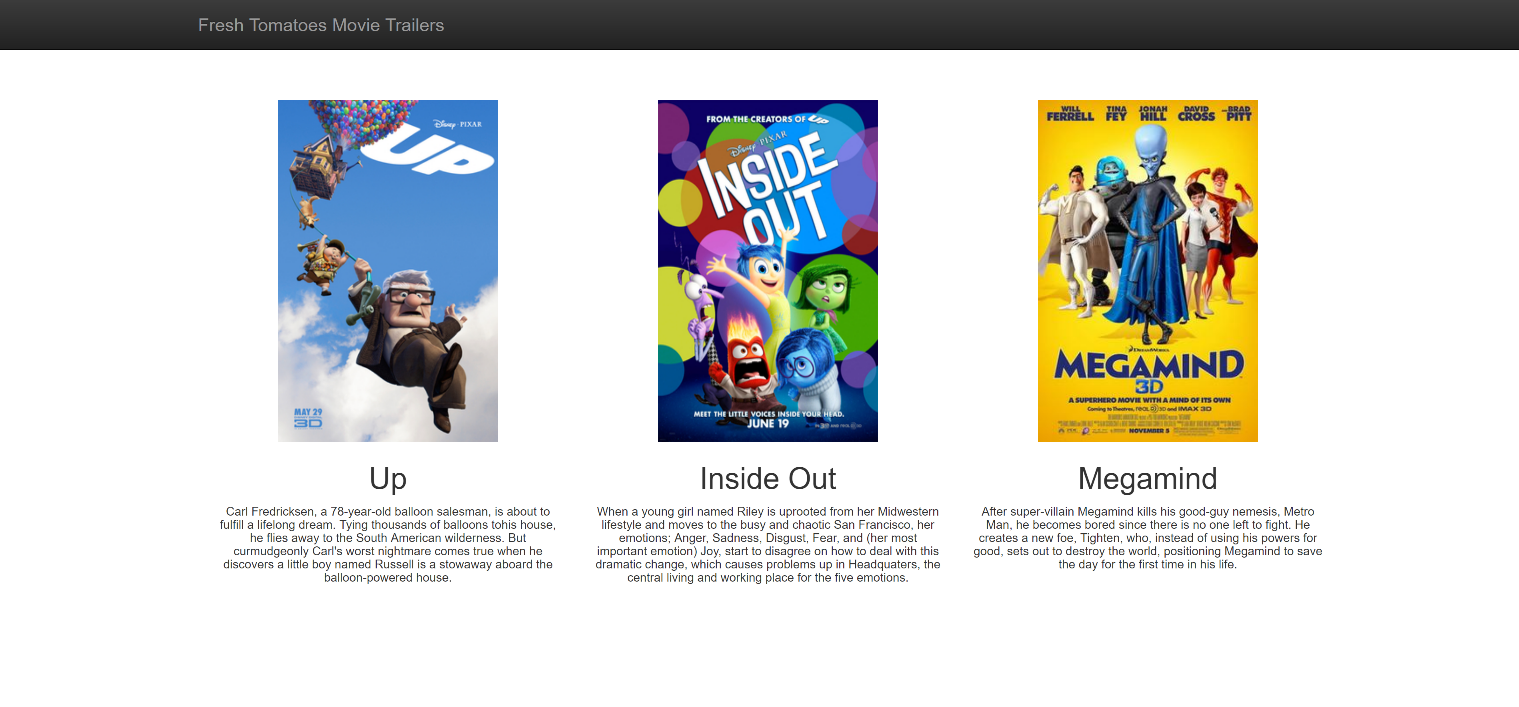 Fresh Tomatoes Movie Trailers
Disney · PIXAR
UP
MAY 29
3D
FROM THE CREATORS OF UP
Disney PIXAR
INSIDE
OUT
MEET THE LITTLE VOICES INSIDE YOUR HEAD.
JUNE 19
WILL FERRELL TINA FEY JONAH HILL DAVID CROSS AND BRAD PITT
DREAMWORKS
MEGAMIND
3D
A SUPERHERO MOVIE WITH A MIND OF ITS OWN
Coming to Theatres, REAL D 3D and IMAX 3D
NOVEMBER 5
Up
Carl Fredricksen, a 78-year-old balloon salesman, is about to
fulfill a lifelong dream. Tying thousands of balloons tohis house,
he flies away to the South American wilderness. But
curmudgeonly Carl's worst nightmare comes true when he
discovers a little boy named Russell is a stowaway aboard the
balloon-powered house.
Inside Out
When a young girl named Riley is uprooted from her Midwestern
lifestyle and moves to the busy and chaotic San Francisco, her
emotions; Anger, Sadness, Disgust, Fear, and (her most
important emotion) Joy, start to disagree on how to deal with this
dramatic change, which causes problems up in Headquaters, the
central living and working place for the five emotions.
Megamind
After super-villain Megamind kills his good-guy nemesis, Metro
Man, he becomes bored since there is no one left to fight. He
creates a new foe, Tighten, who, instead of using his powers for
good, sets out to destroy the world, positioning Megamind to save
the day for the first time in his life.